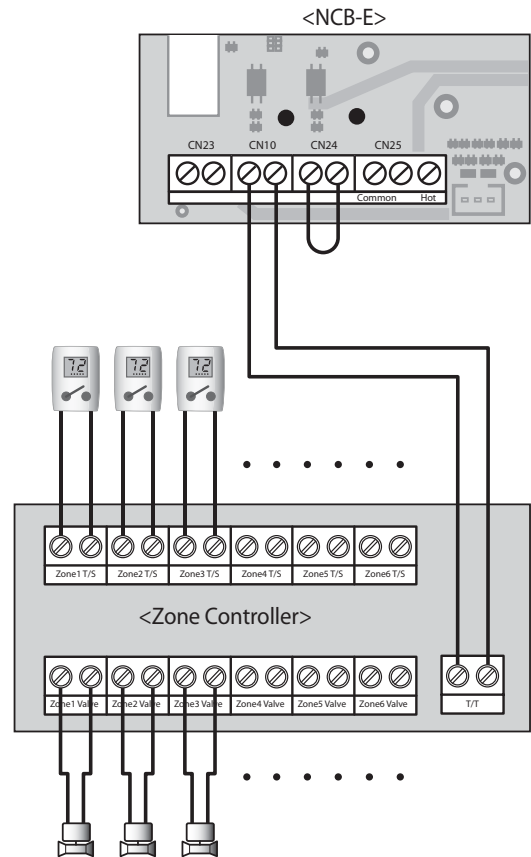 <NCB-E>
CN23 CN10 CN24 CN25
Common Hot
72 72 72
Zone1 T/S Zone2 T/S Zone3 T/S Zone4 T/S Zone5 T/S Zone6 T/S
<Zone Controller>
Zone1 Valve Zone2 Valve Zone3 Valve Zone4 Valve Zone5 Valve Zone6 Valve T/T